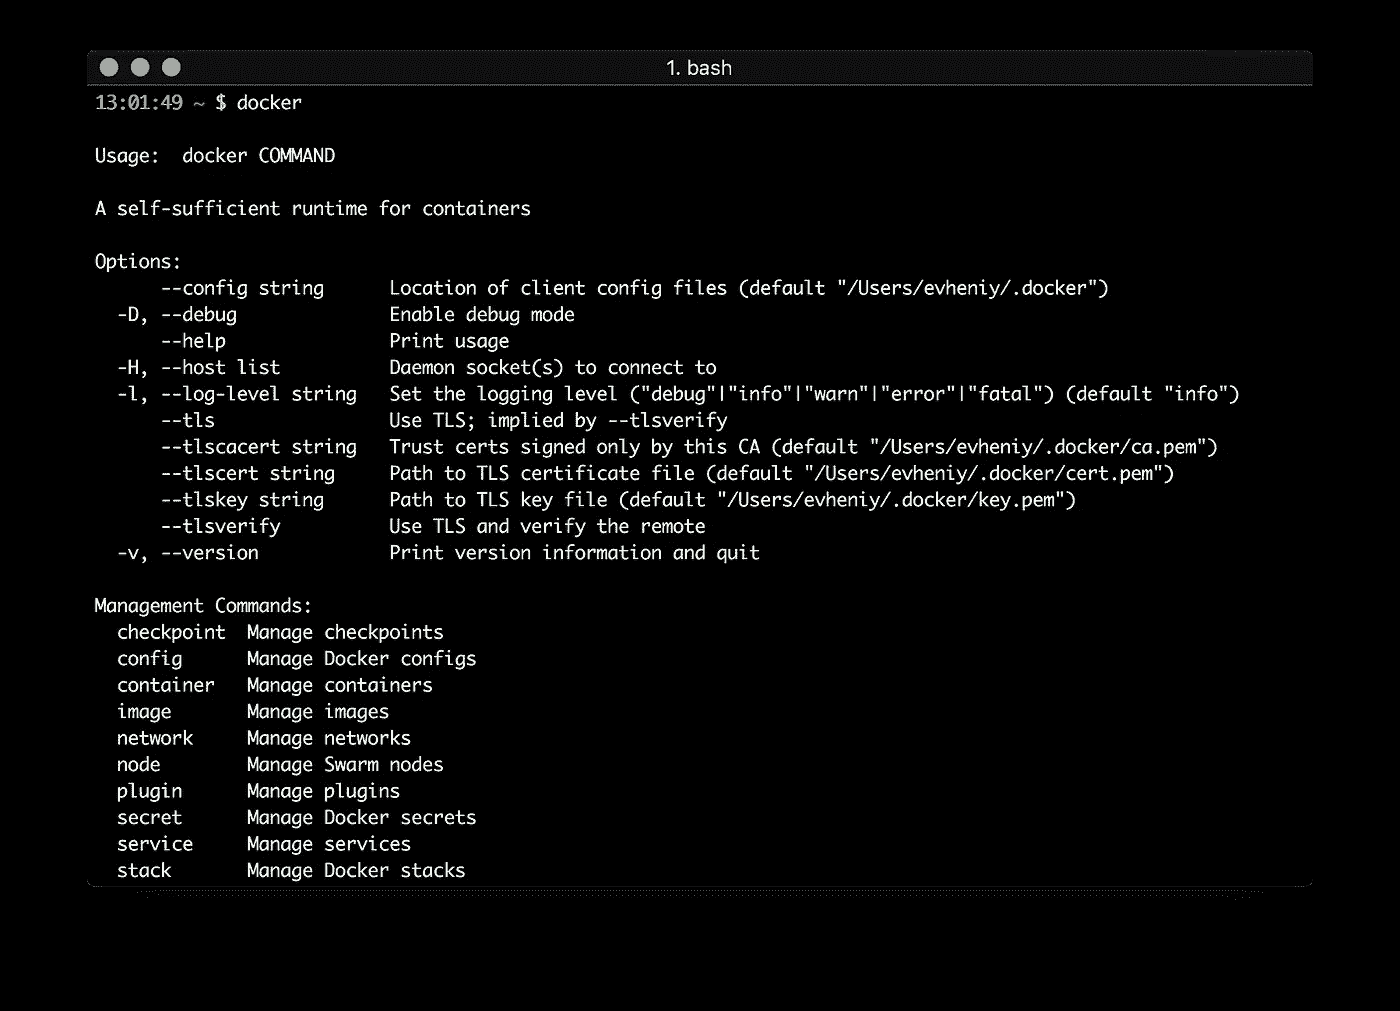 1. bash
13:01:49 ~ $ docker
Usage:  docker COMMAND
A self-sufficient runtime for containers
Options:
      --config string      Location of client config files (default "/Users/evheniy/.docker")
  -D, --debug              Enable debug mode
      --help               Print usage
  -H, --host list          Daemon socket(s) to connect to
  -l, --log-level string   Set the logging level ("debug"|"info"|"warn"|"error"|"fatal") (default "info")
      --tls                Use TLS; implied by --tlsverify
      --tlscacert string   Trust certs signed only by this CA (default "/Users/evheniy/.docker/ca.pem")
      --tlscert string     Path to TLS certificate file (default "/Users/evheniy/.docker/cert.pem")
      --tlskey string      Path to TLS key file (default "/Users/evheniy/.docker/key.pem")
      --tlsverify          Use TLS and verify the remote
  -v, --version            Print version information and quit
Management Commands:
  checkpoint  Manage checkpoints
  config      Manage Docker configs
  container   Manage containers
  image       Manage images
  network     Manage networks
  node        Manage Swarm nodes
  plugin      Manage plugins
  secret      Manage Docker secrets
  service     Manage services
  stack       Manage Docker stacks